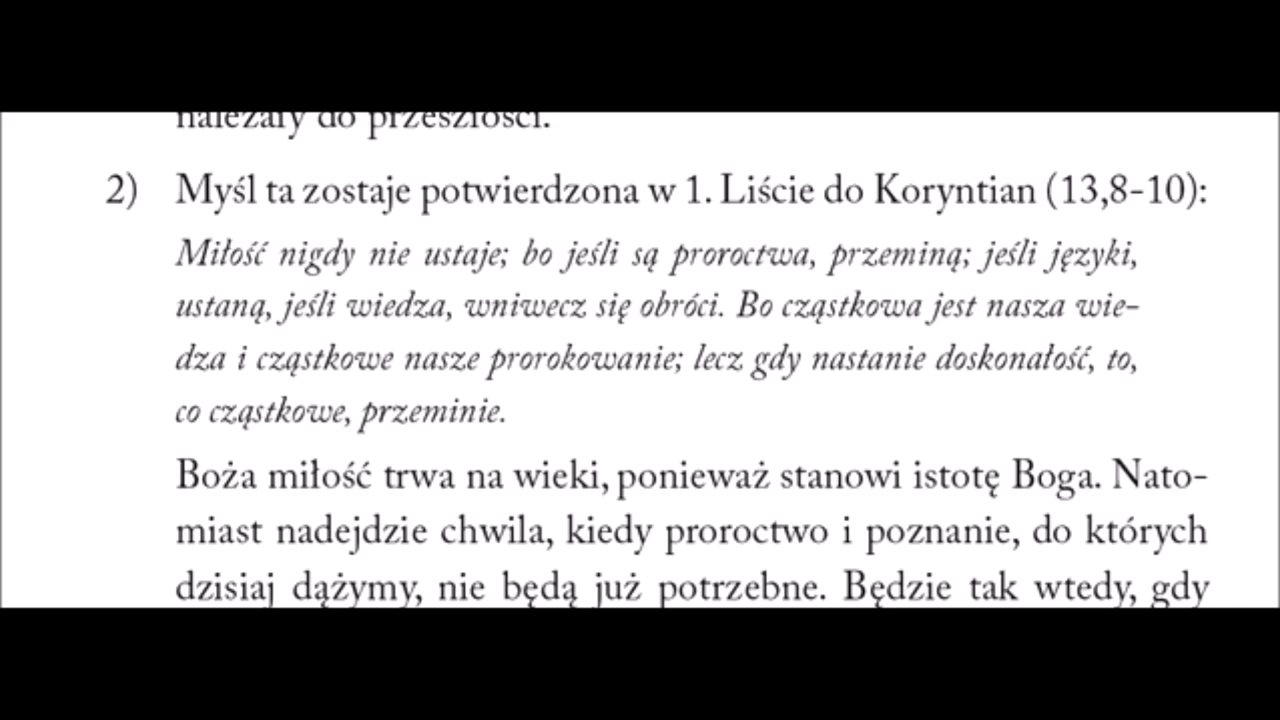 należały do przeszłości.
2) Myśl ta zostaje potwierdzona w 1. Liście do Koryntian (13,8-10):
Miłość nigdy nie ustaje; bo jeśli są proroctwa, przeminą; jeśli języki,
ustaną, jeśli wiedza, wniwecz się obróci. Bo cząstkowa jest nasza wie-
dza i cząstkowe nasze prorokowanie; lecz gdy nastanie doskonałość, to,
co cząstkowe, przeminie.
Boża miłość trwa na wieki, ponieważ stanowi istotę Boga. Nato-
miast nadejdzie chwila, kiedy proroctwo i poznanie, do których
dzisiaj dążymy, nie będą już potrzebne. Będzie tak wtedy, gdy